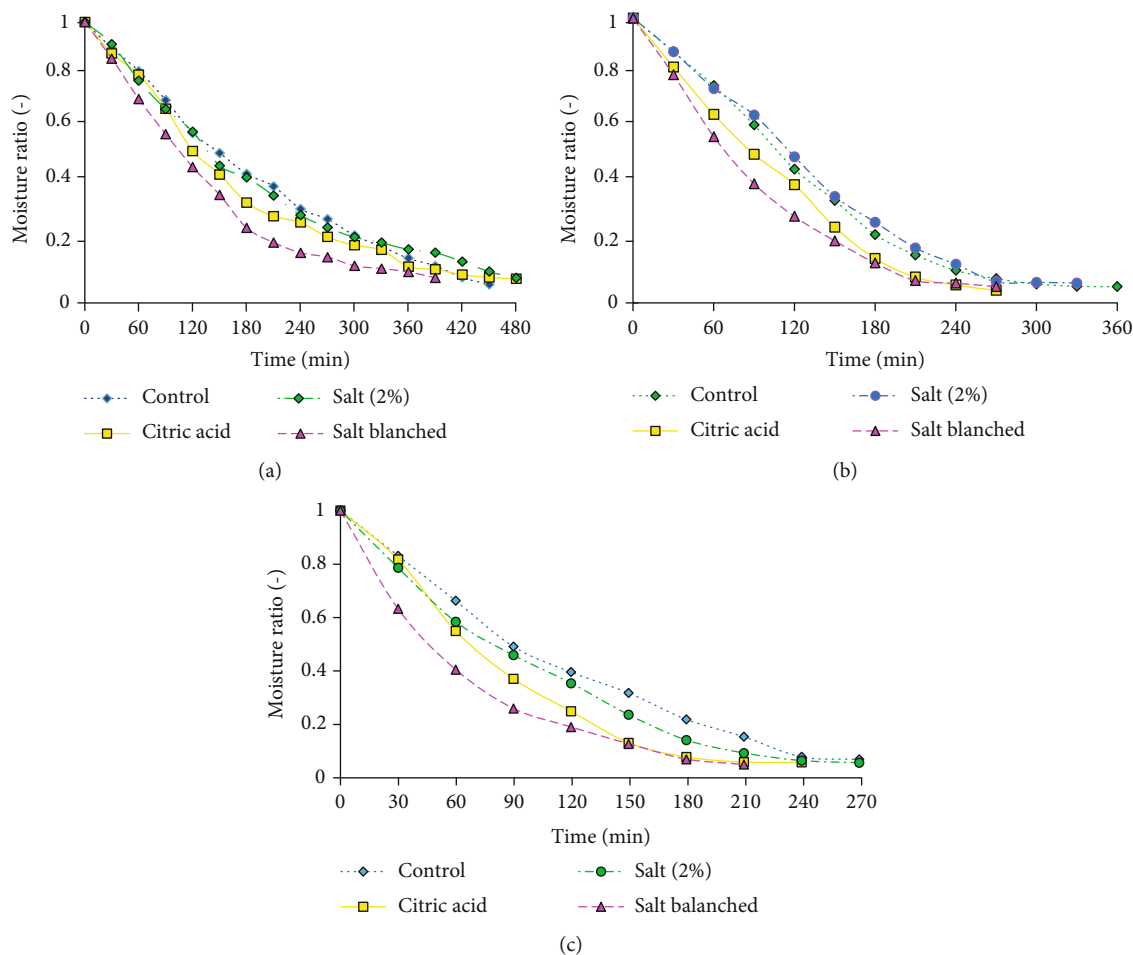 1
0.8
0.6
0.4
0.2
0
Moisture ratio (-)
0 60 120 180 240 300 360 420 480
Time (min)
Control Salt (2%)
Citric acid Salt blanched
(a)
1
0.8
0.6
0.4
0.2
0
Moisture ratio (-)
0 60 120 180 240 300 360
Time (min)
Control Salt (2%)
Citric acid Salt blanched
(b)
1
0.8
0.6
0.4
0.2
0
Moisture ratio (-)
0 30 60 90 120 150 180 210 240 270
Time (min)
Control Salt (2%)
Citric acid Salt balanched
(c)